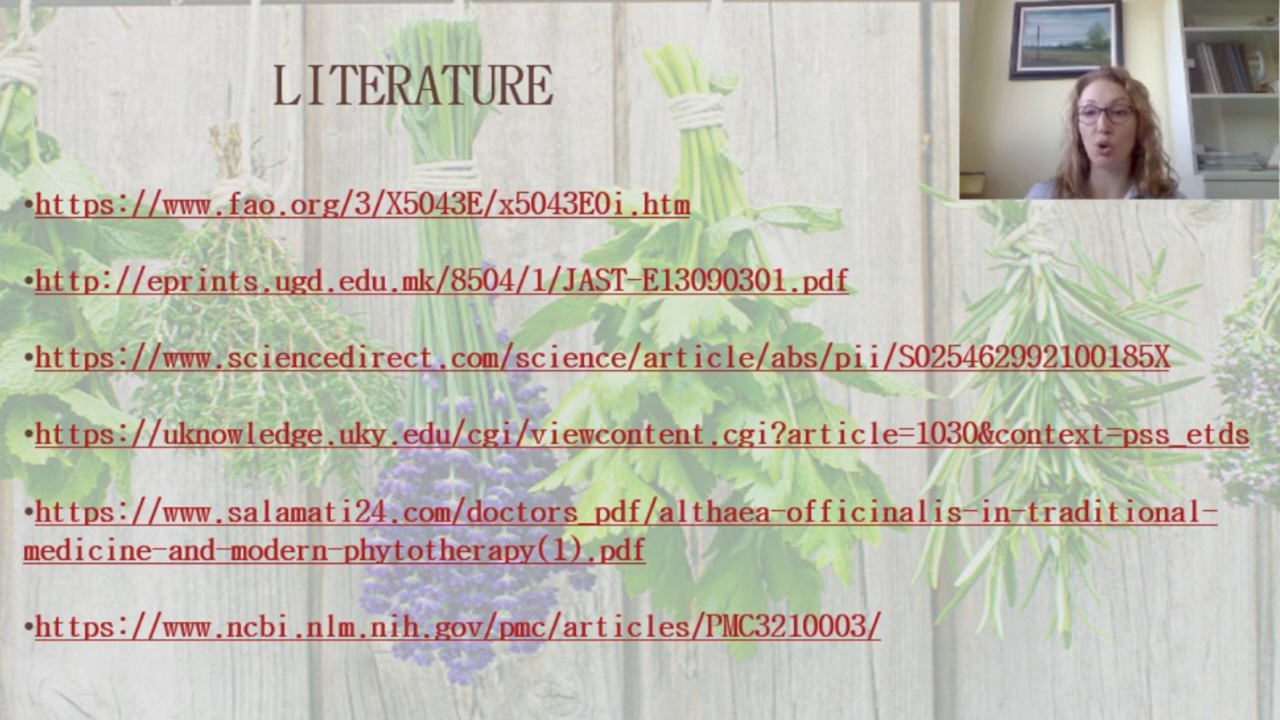 LITERATURE
•https://www.fao.org/3/X5043E/x5043E0i.htm
•http://eprints.ugd.edu.mk/8504/1/JAST-E13090301.pdf
•https://www.sciencedirect.com/science/article/abs/pii/S025462992100185X
•https://uknowledge.uky.edu/cgi/viewcontent.cgi?article=1030&context=pss_etds
•https://www.salamati24.com/doctors_pdf/althaea-officinalis-in-traditional-
medicine-and-modern-phytotherapy(1).pdf
•https://www.ncbi.nlm.nih.gov/pmc/articles/PMC3210003/